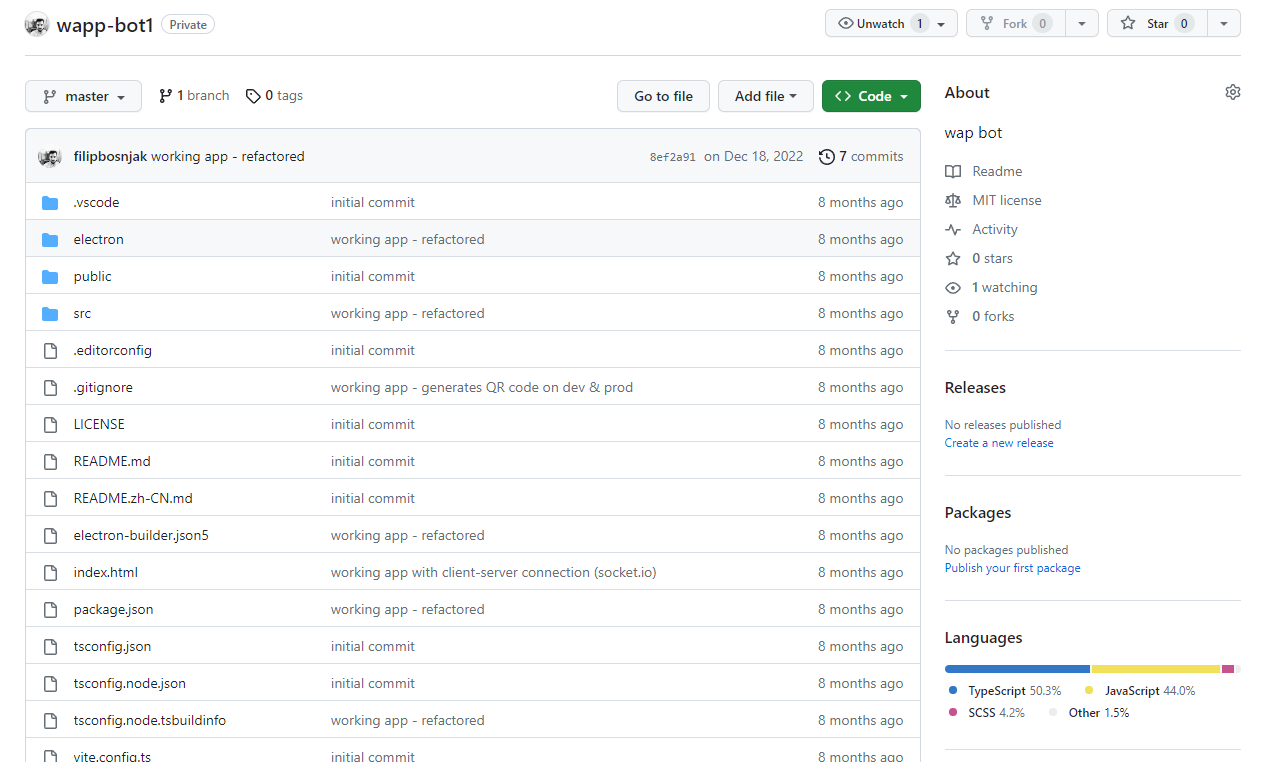 wapp-bot1 Private Unwatch 1 Fork 0 Star 0
master 1 branch 0 tags Go to file Add file Code
filipbosnjak working app - refactored 8ef2a91 on Dec 18, 2022 7 commits
.vscode initial commit 8 months ago
electron working app - refactored 8 months ago
public initial commit 8 months ago
src working app - refactored 8 months ago
.editorconfig initial commit 8 months ago
.gitignore working app - generates QR code on dev & prod 8 months ago
LICENSE initial commit 8 months ago
README.md initial commit 8 months ago
README.zh-CN.md initial commit 8 months ago
electron-builder.json5 working app - refactored 8 months ago
index.html working app with client-server connection (socket.io) 8 months ago
package.json working app - refactored 8 months ago
tsconfig.json initial commit 8 months ago
tsconfig.node.json initial commit 8 months ago
tsconfig.node.tsbuildinfo working app - refactored 8 months ago
vite.config.ts initial commit 8 months ago
About
wap bot
Readme
MIT license
Activity
0 stars
1 watching
0 forks
Releases
No releases published
Create a new release
Packages
No packages published
Publish your first package
Languages
TypeScript 50.3% JavaScript 44.0%
SCSS 4.2% Other 1.5%